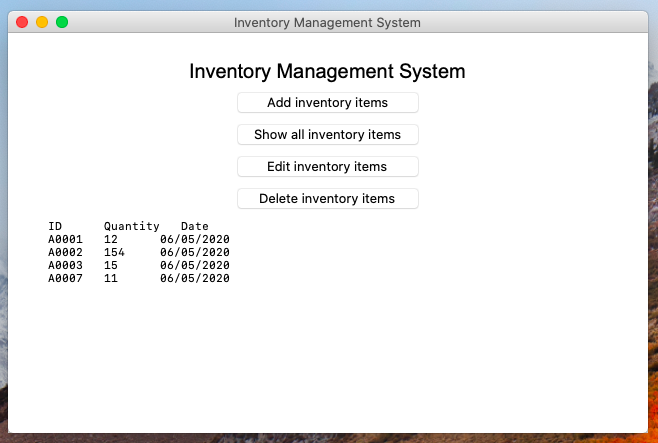 Inventory Management System
Inventory Management System
Add inventory items
Show all inventory items
Edit inventory items
Delete inventory items
ID Quantity Date
A0001 12 06/05/2020
A0002 154 06/05/2020
A0003 15 06/05/2020
A0007 11 06/05/2020